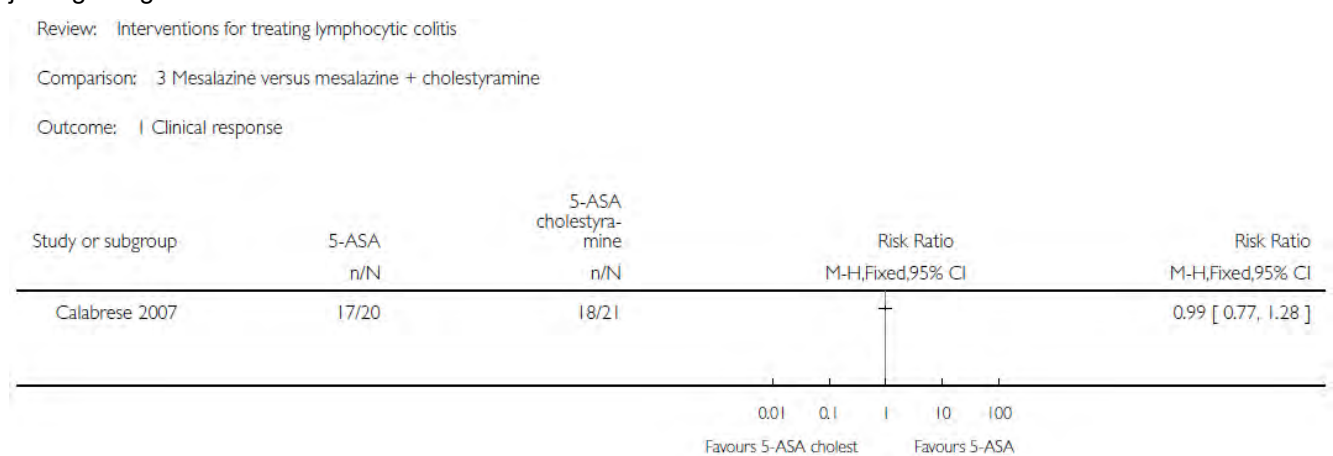 Review: Interventions for treating lymphocytic colitis
Comparison: 3 Mesalazine versus mesalazine + cholestyramine
Outcome: 1 Clinical response
5-ASA
cholestyra-
Study or subgroup 5-ASA mine Risk Ratio Risk Ratio
n/N n/N M-H,Fixed,95% CI M-H,Fixed,95% CI
Calabrese 2007 17/20 18/21 0.99 [ 0.77, 1.28 ]
0.01 0.1 1 10 100
Favours 5-ASA cholest Favours 5-ASA